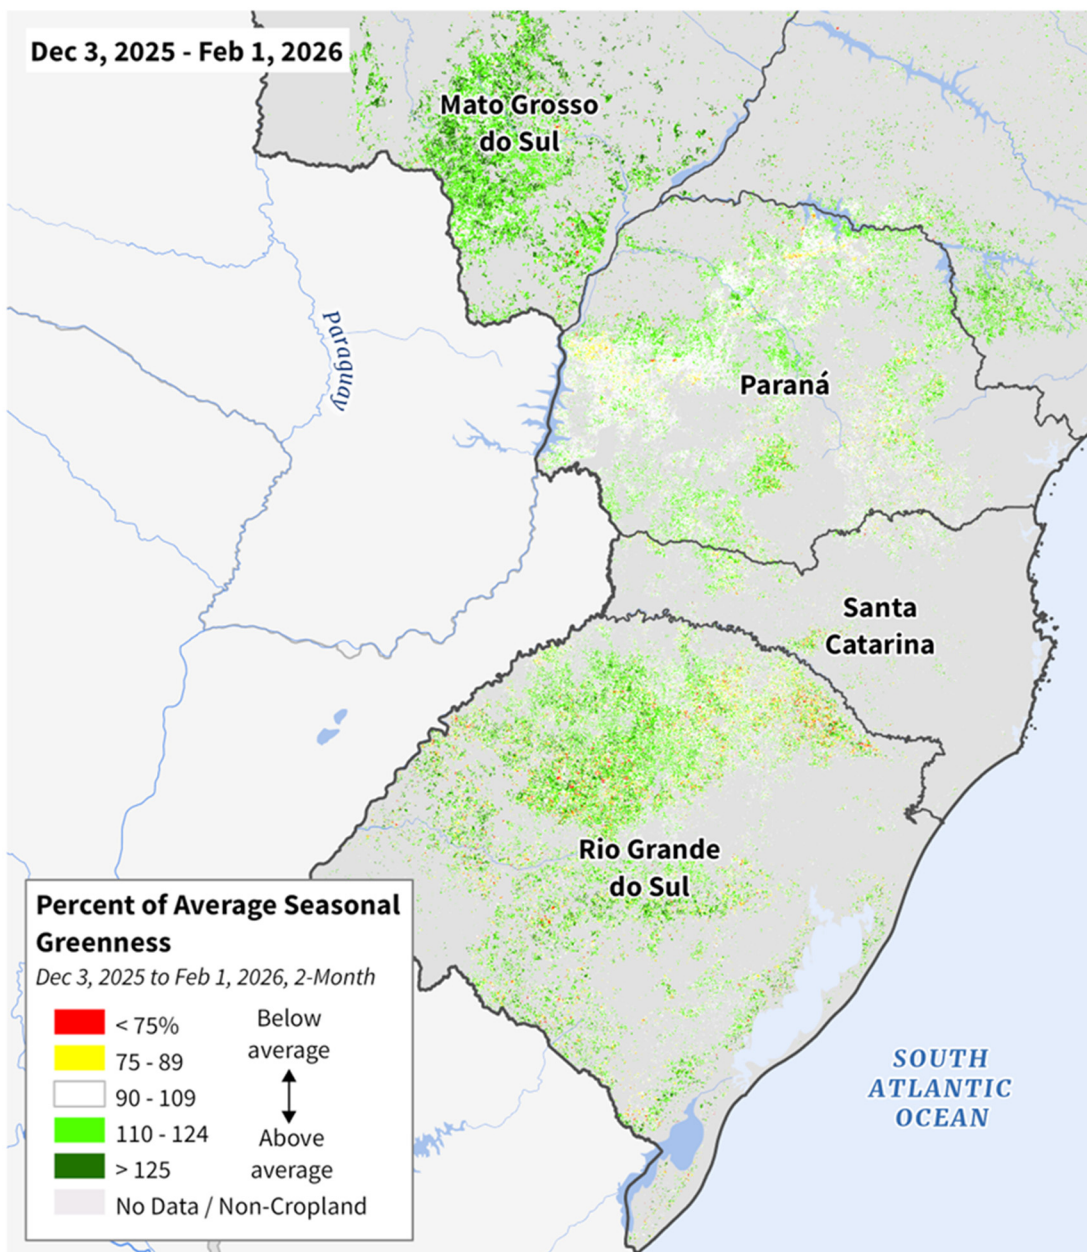 Dec 3, 2025 - Feb 1, 2026
Mato Grosso
do Sul
Paraguay
Paraná
Santa
Catarina
Rio Grande
do Sul
SOUTH
ATLANTIC
OCEAN
Percent of Average Seasonal
Greenness
Dec 3, 2025 to Feb 1, 2026, 2-Month
< 75%
75 - 89
90 - 109
110 - 124
> 125
No Data / Non-Cropland
Below
average
Above
average